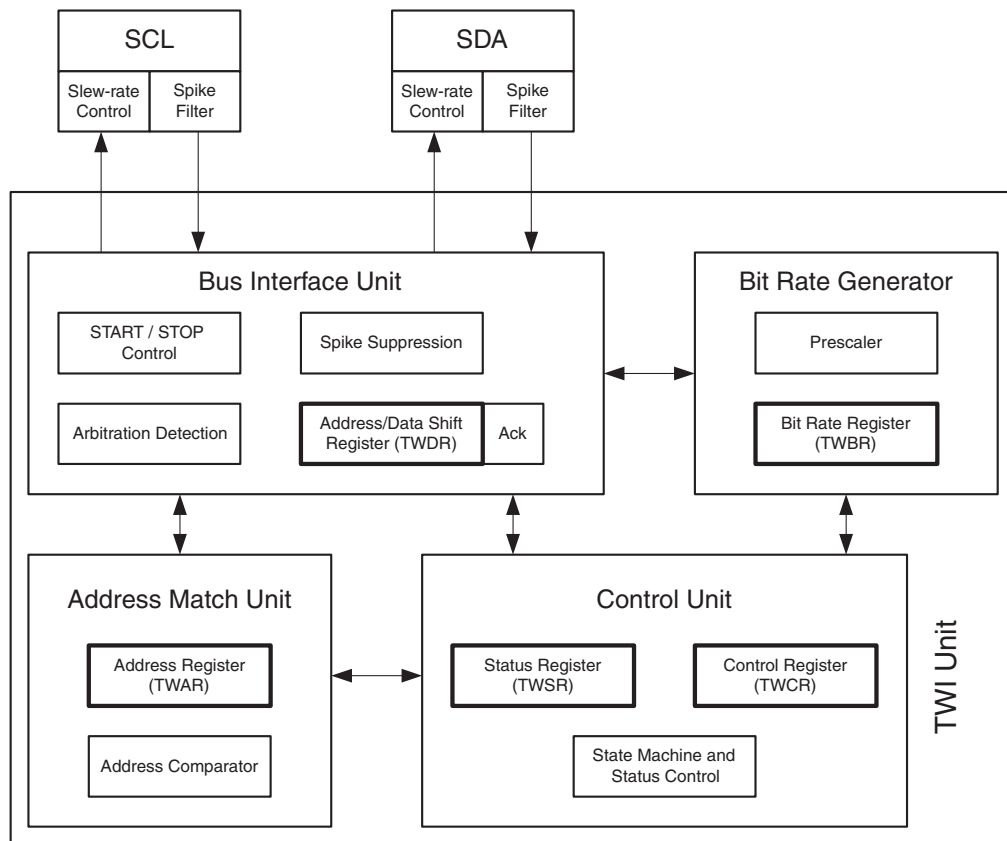 SCL
SDA
Slew-rate
Control
Spike
Filter
Slew-rate
Control
Spike
Filter
Bus Interface Unit
START / STOP
Control
Spike Suppression
Arbitration Detection
Address/Data Shift
Register (TWDR)
Ack
Bit Rate Generator
Prescaler
Bit Rate Register
(TWBR)
Address Match Unit
Address Register
(TWAR)
Address Comparator
Control Unit
Status Register
(TWSR)
Control Register
(TWCR)
State Machine and
Status Control
TWI Unit